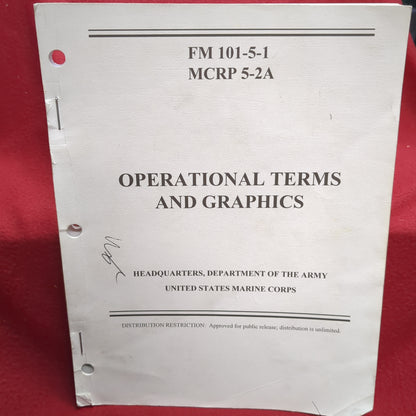 FM 101-5-1
MCRP 5-2A
OPERATIONAL TERMS
AND GRAPHICS
HEADQUARTERS, DEPARTMENT OF THE ARMY
UNITED STATES MARINE CORPS
DISTRIBUTION RESTRICTION: Approved for public release; distribution is unlimited.